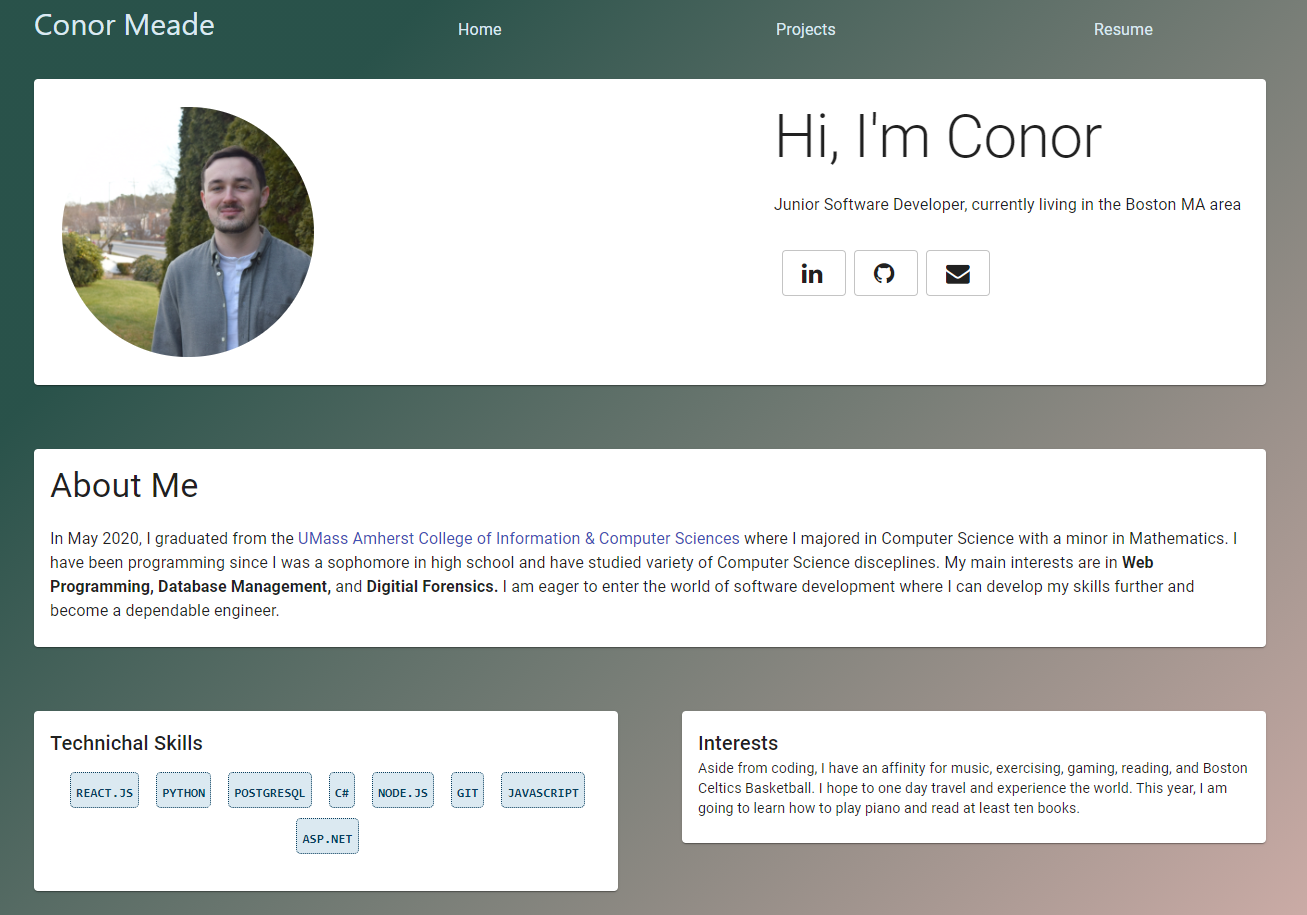 Conor Meade
Home
Projects
Resume
Hi, I'm Conor
Junior Software Developer, currently living in the Boston MA area
in
About Me
In May 2020, I graduated from the UMass Amherst College of Information & Computer Sciences where I majored in Computer Science with a minor in Mathematics. I
have been programming since I was a sophomore in high school and have studied variety of Computer Science disceplines. My main interests are in Web
Programming, Database Management, and Digitial Forensics. I am eager to enter the world of software development where I can develop my skills further and
become a dependable engineer.
Technichal Skills
REACT.JS PYTHON POSTGRESQL C# NODE.JS GIT JAVASCRIPT
ASP.NET
Interests
Aside from coding, I have an affinity for music, exercising, gaming, reading, and Boston
Celtics Basketball. I hope to one day travel and experience the world. This year, I am
going to learn how to play piano and read at least ten books.